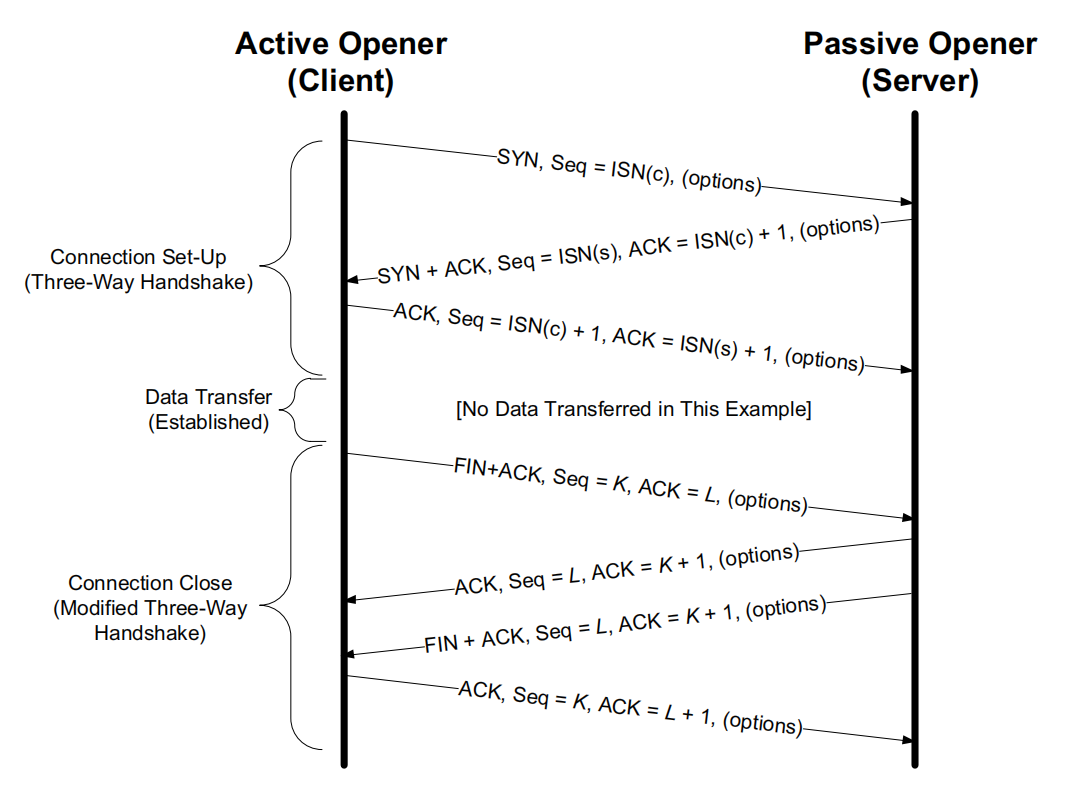 Active Opener
(Client)
Passive Opener
(Server)
SYN, Seq = ISN(c), (options)
SYN + ACK, Seq = ISN(s), ACK = ISN(c) + 1, (options)
Connection Set-Up
(Three-Way Handshake)
ACK, Seq = ISN(c) + 1, ACK = ISN(s) + 1, (options)
Data Transfer
(Established)
[No Data Transferred in This Example]
FIN+ACK, Seq = K, ACK = L, (options)
Connection Close
(Modified Three-Way
Handshake)
ACK, Seq = L, ACK = K + 1, (options)
FIN + ACK, Seq = L, ACK = K + 1, (options)
ACK, Seq = K, ACK = L + 1, (options)